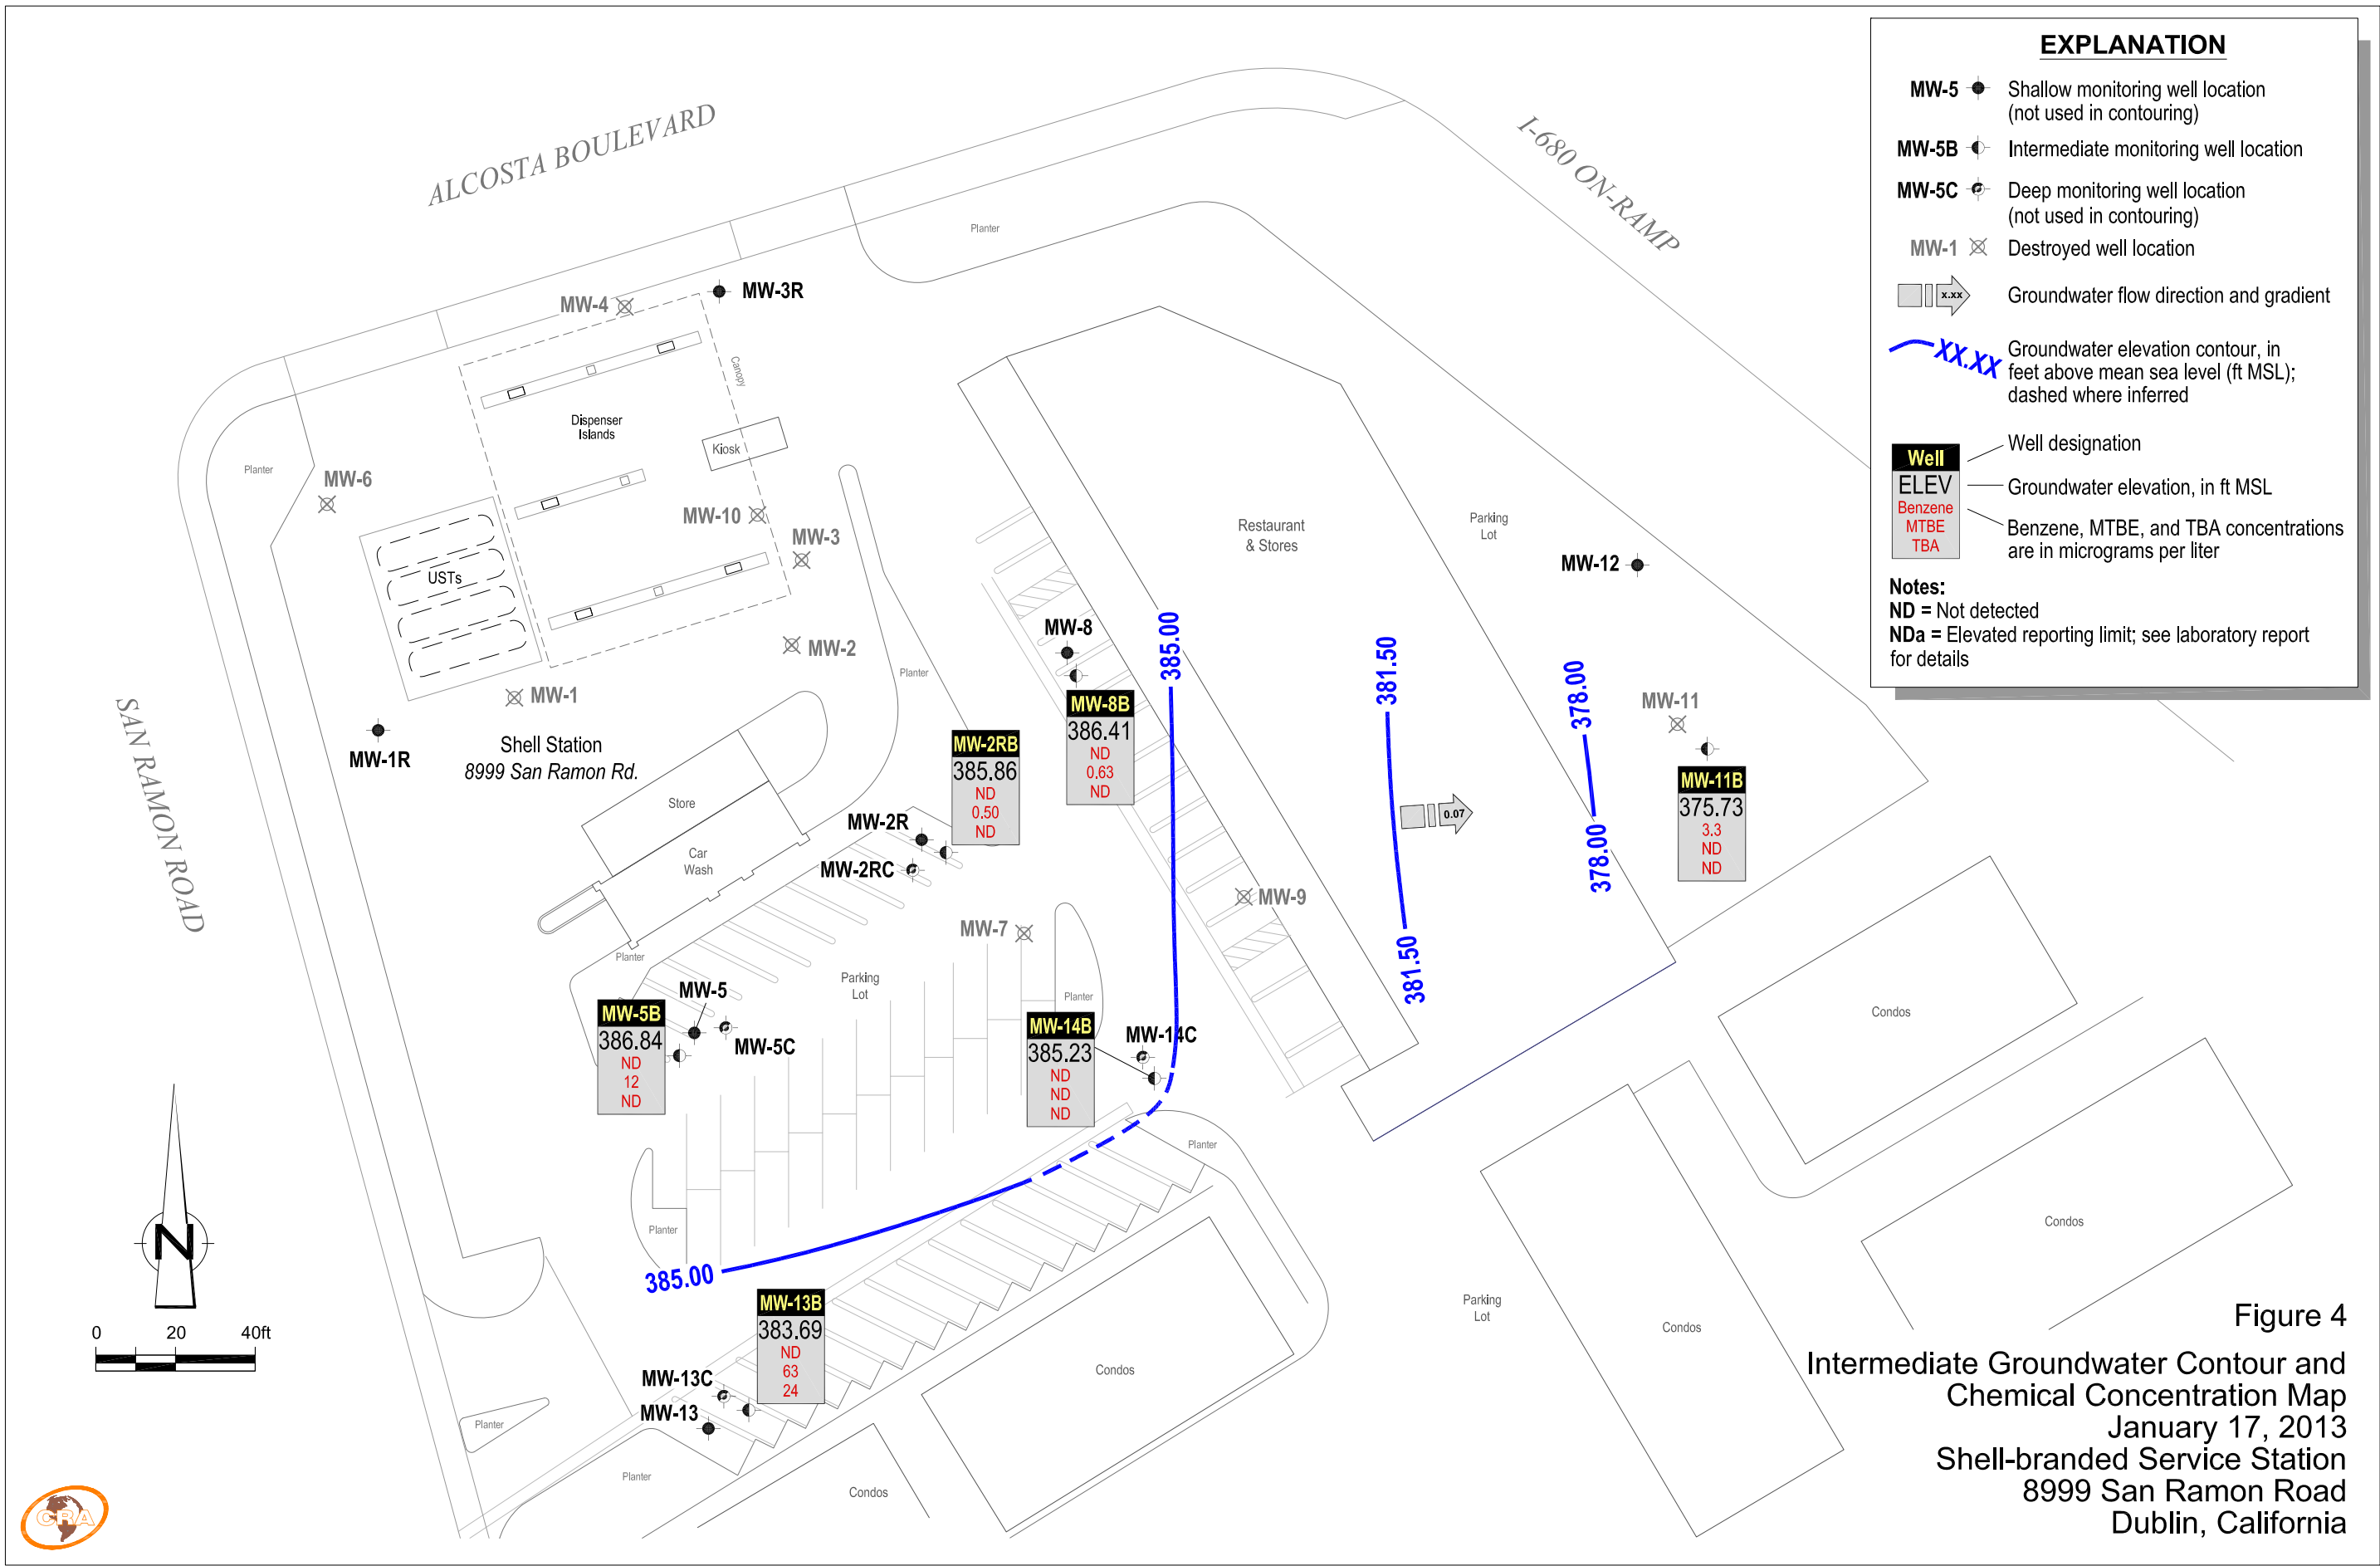 EXPLANATION
MW-5 Shallow monitoring well location
(not used in contouring)
MW-5B Intermediate monitoring well location
MW-5C Deep monitoring well location
(not used in contouring)
MW-1 Destroyed well location
x.xx Groundwater flow direction and gradient
XX.XX Groundwater elevation contour, in
feet above mean sea level (ft MSL);
dashed where inferred
Well
Well designation
ELEV
Groundwater elevation, in ft MSL
Benzene
MTBE
TBA
Benzene, MTBE, and TBA concentrations
are in micrograms per liter
Notes:
ND = Not detected
NDa = Elevated reporting limit; see laboratory report
for details
ALCOSTA BOULEVARD
I-680 ON-RAMP
SAN RAMON ROAD
Planter
MW-4
MW-3R
Canopy
Dispenser
Islands
Kiosk
Planter
MW-6
MW-10
MW-3
USTs
MW-2
MW-1
MW-1R
Shell Station
8999 San Ramon Rd.
Store
Car
Wash
Planter
Restaurant
& Stores
Parking
Lot
MW-12
MW-8
385.00
381.50
378.00
MW-11
MW-8B
386.41
ND
0.63
ND
MW-2RB
385.86
ND
0.50
ND
MW-11B
375.73
3.3
ND
ND
0.07
MW-2R
MW-2RC
378.00
MW-9
MW-7
381.50
Planter
Parking
Lot
Planter
MW-5
MW-5B
386.84
ND
12
ND
MW-5C
MW-14B
385.23
ND
ND
ND
MW-14C
Planter
Planter
385.00
MW-13B
383.69
ND
63
24
MW-13C
MW-13
Planter
Planter
Condos
Condos
Condos
Condos
Condos
Parking
Lot
N
0 20 40ft
CRA
Figure 4
Intermediate Groundwater Contour and
Chemical Concentration Map
January 17, 2013
Shell-branded Service Station
8999 San Ramon Road
Dublin, California